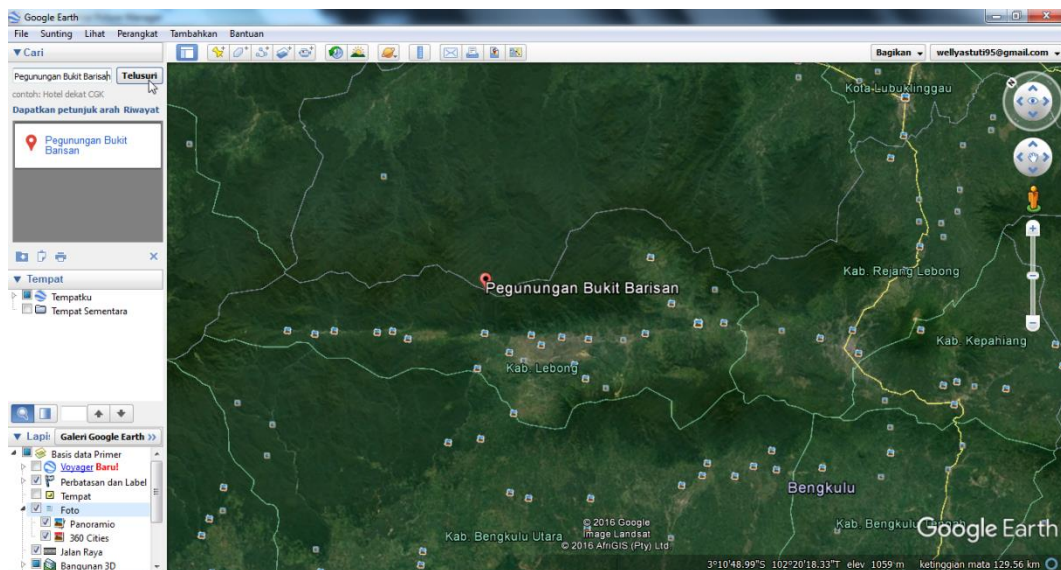 Google Earth
File Sunting Lihat Perangkat Tambahkan Bantuan
Cari
Pegunungan Bukit Barisan Telusuri
contoh: Hotel dekat CGK
Dapatkan petunjuk arah Riwayat
Pegunungan Bukit
Barisan
Tempat
Tempatku
Tempat Sementara
Galeri Google Earth >>
Basis data Primer
Voyager Baru!
Perbatasan dan Label
Tempat
Foto
Panoramio
360 Cities
Jalan Raya
Bangunan 3D
Bagikan wellyastuti95@gmail.com
Kota Lubuklinggau
Kab. Rejang Lebong
Pegunungan Bukit Barisan
Kab. Kepahiang
Kab. Lebong
Bengkulu
Kab. Bengkulu Utara
© 2016 Google
Image Landsat
© 2016 AfriGIS (Pty) Ltd.
Kab. Bengkulu
Google Earth
3°10'48.99"S 102°20'18.33"T elev 1059 m ketinggian mata 129.56 km